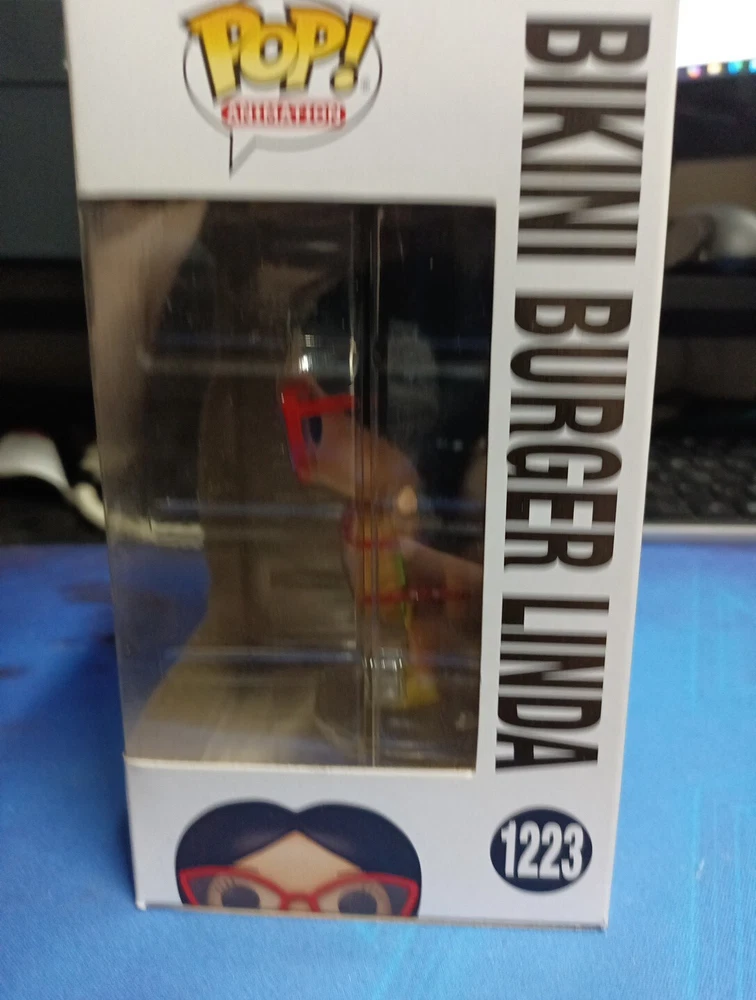 POP!
ANIMATION
BIKINI BURGER LINDA
1223